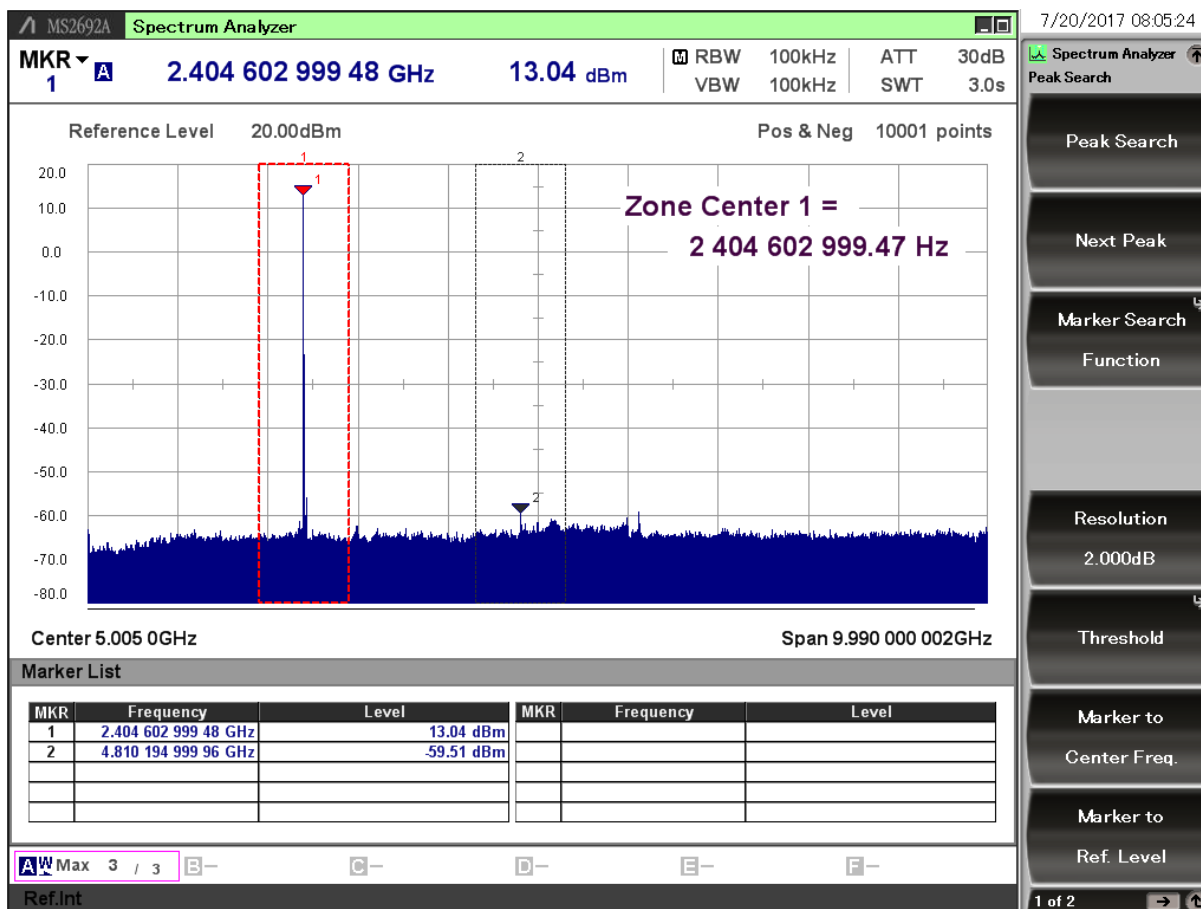 MS2692A Spectrum Analyzer
7/20/2017 08:05:24
MKR 1 A 2.404 602 999 48 GHz 13.04 dBm
M RBW 100kHz ATT 30dB
VBW 100kHz SWT 3.0s
Reference Level 20.00dBm Pos & Neg 10001 points
1 2
20.0
1
10.0
Zone Center 1 =
2 404 602 999.47 Hz
0.0
-10.0
-20.0
-30.0
-40.0
-50.0
2
-60.0
-70.0
-80.0
Center 5.005 0GHz Span 9.990 000 002GHz
Marker List
MKR Frequency Level MKR Frequency Level
1 2.404 602 999 48 GHz 13.04 dBm
2 4.810 194 999 96 GHz -59.51 dBm
A W Max 3 / 3 B- C- D- E- F-
Ref.Int
Spectrum Analyzer
Peak Search
Peak Search
Next Peak
Marker Search
Function
Resolution
2.000dB
Threshold
Marker to
Center Freq.
Marker to
Ref. Level
1 of 2